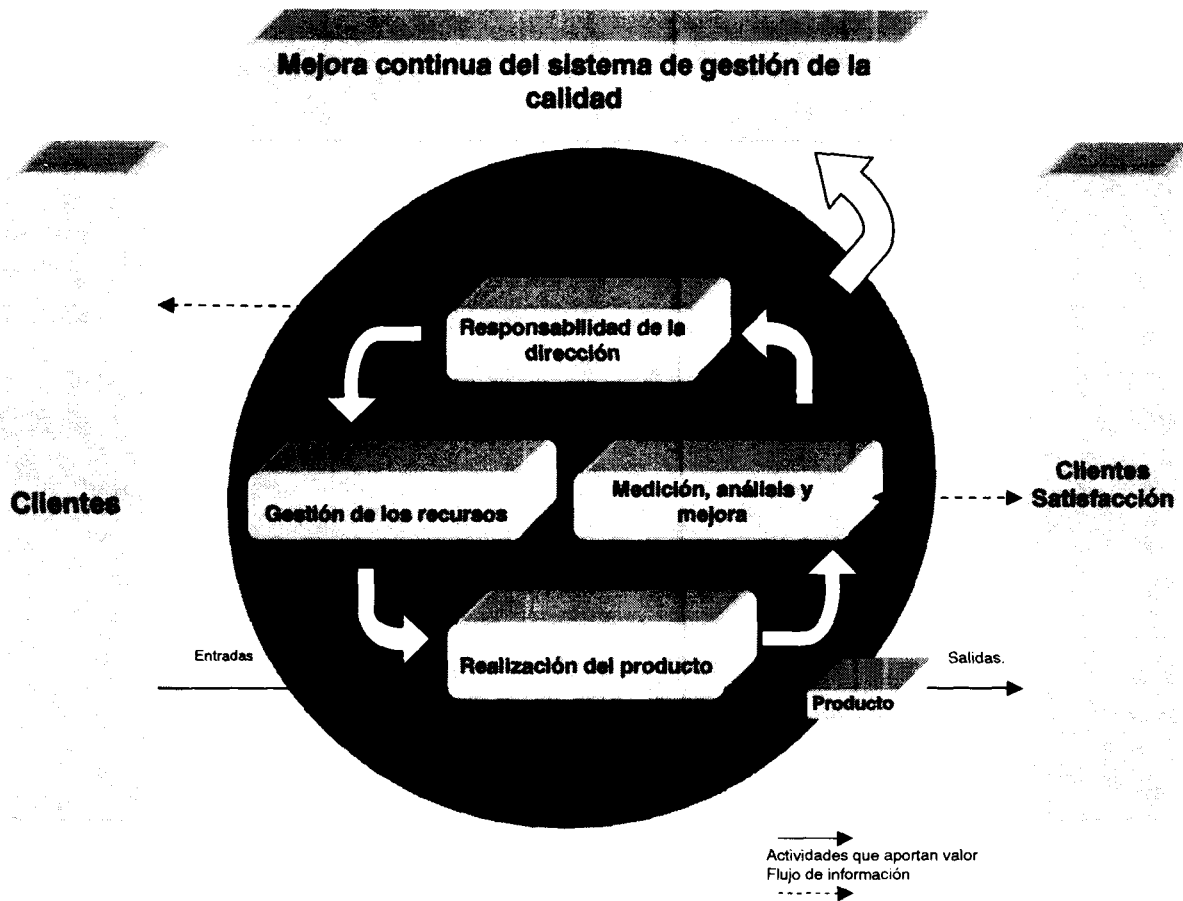 Mejora continua del sistema de gestión de la
calidad
Responsabilidad de la
dirección
Clientes
Gestión de los recursos
Medición, análisis y
mejora
Clientes
Satisfacción
Entradas
Realización del producto
Salidas.
Producto
Actividades que aportan valor
Flujo de información